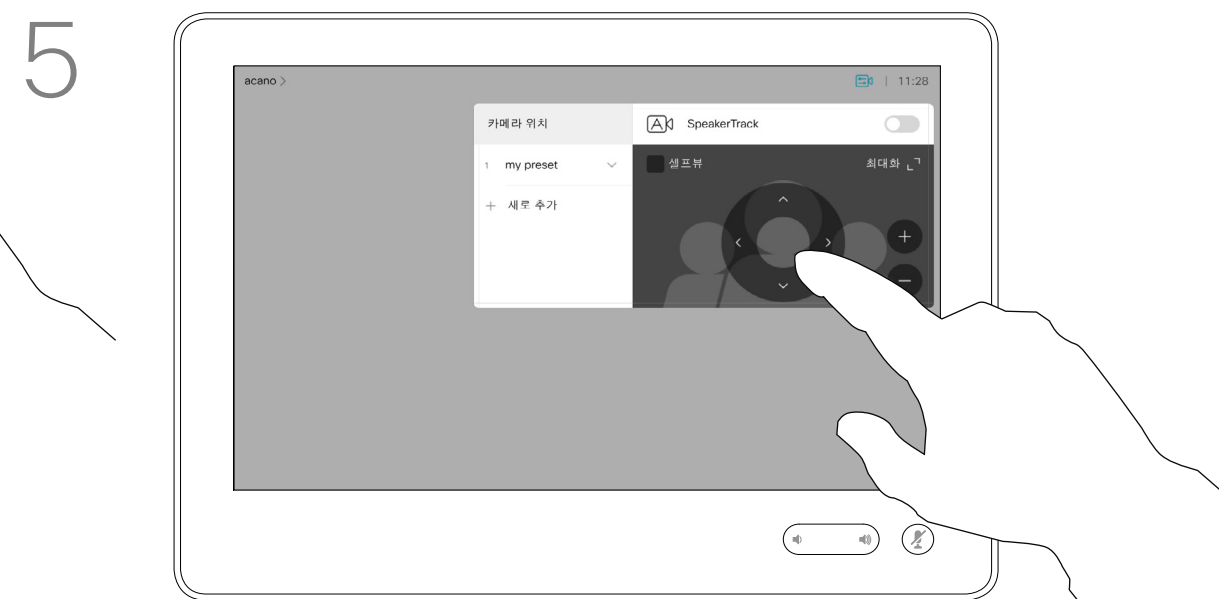 5
acano >
11:28
카메라 위치
SpeakerTrack
1 my preset
셀프뷰
최대화
+ 새로 추가